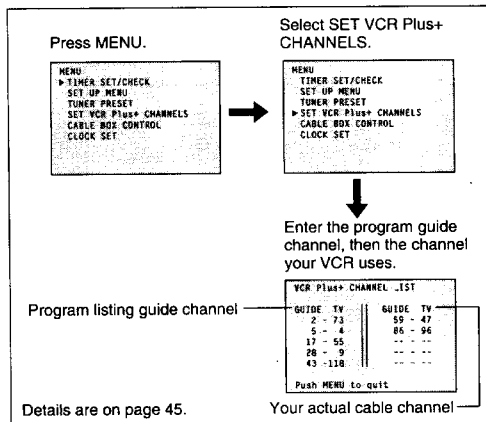 Press MENU.
MENU
TIMER SET/CHECK
SET UP MENU
TUNER PRESET
SET VCR Plus+ CHANNELS
CABLE BOX CONTROL
CLOCK SET
Select SET VCR Plus+
CHANNELS.
MENU
TIMER SET/CHECK
SET UP MENU
TUNER PRESET
SET VCR Plus+ CHANNELS
CABLE BOX CONTROL
CLOCK SET
Enter the program guide
channel, then the channel
your VCR uses.
VCR Plus+ CHANNEL LIST
GUIDE TV GUIDE TV
2 - 73 59 - 47
5 - 4 86 - 96
17 - 55 -- - --
28 - 9 -- - --
43 -118 -- - --
Push MENU to quit
Program listing guide channel
Your actual cable channel
Details are on page 45.